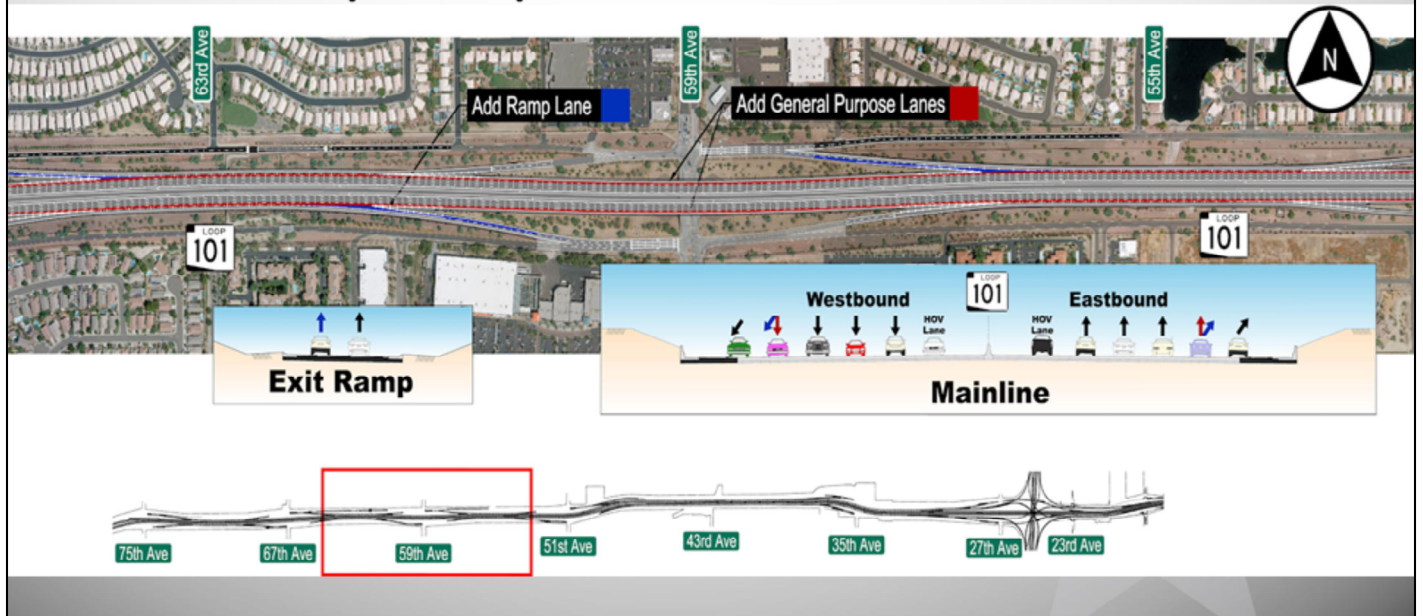 63rd Ave
59th Ave
55th Ave
N
Add Ramp Lane
Add General Purpose Lanes
LOOP
101
LOOP
101
Westbound
LOOP
101
Eastbound
HOV
Lane
HOV
Lane
Exit Ramp
Mainline
75th Ave
67th Ave
59th Ave
51st Ave
43rd Ave
35th Ave
27th Ave
23rd Ave